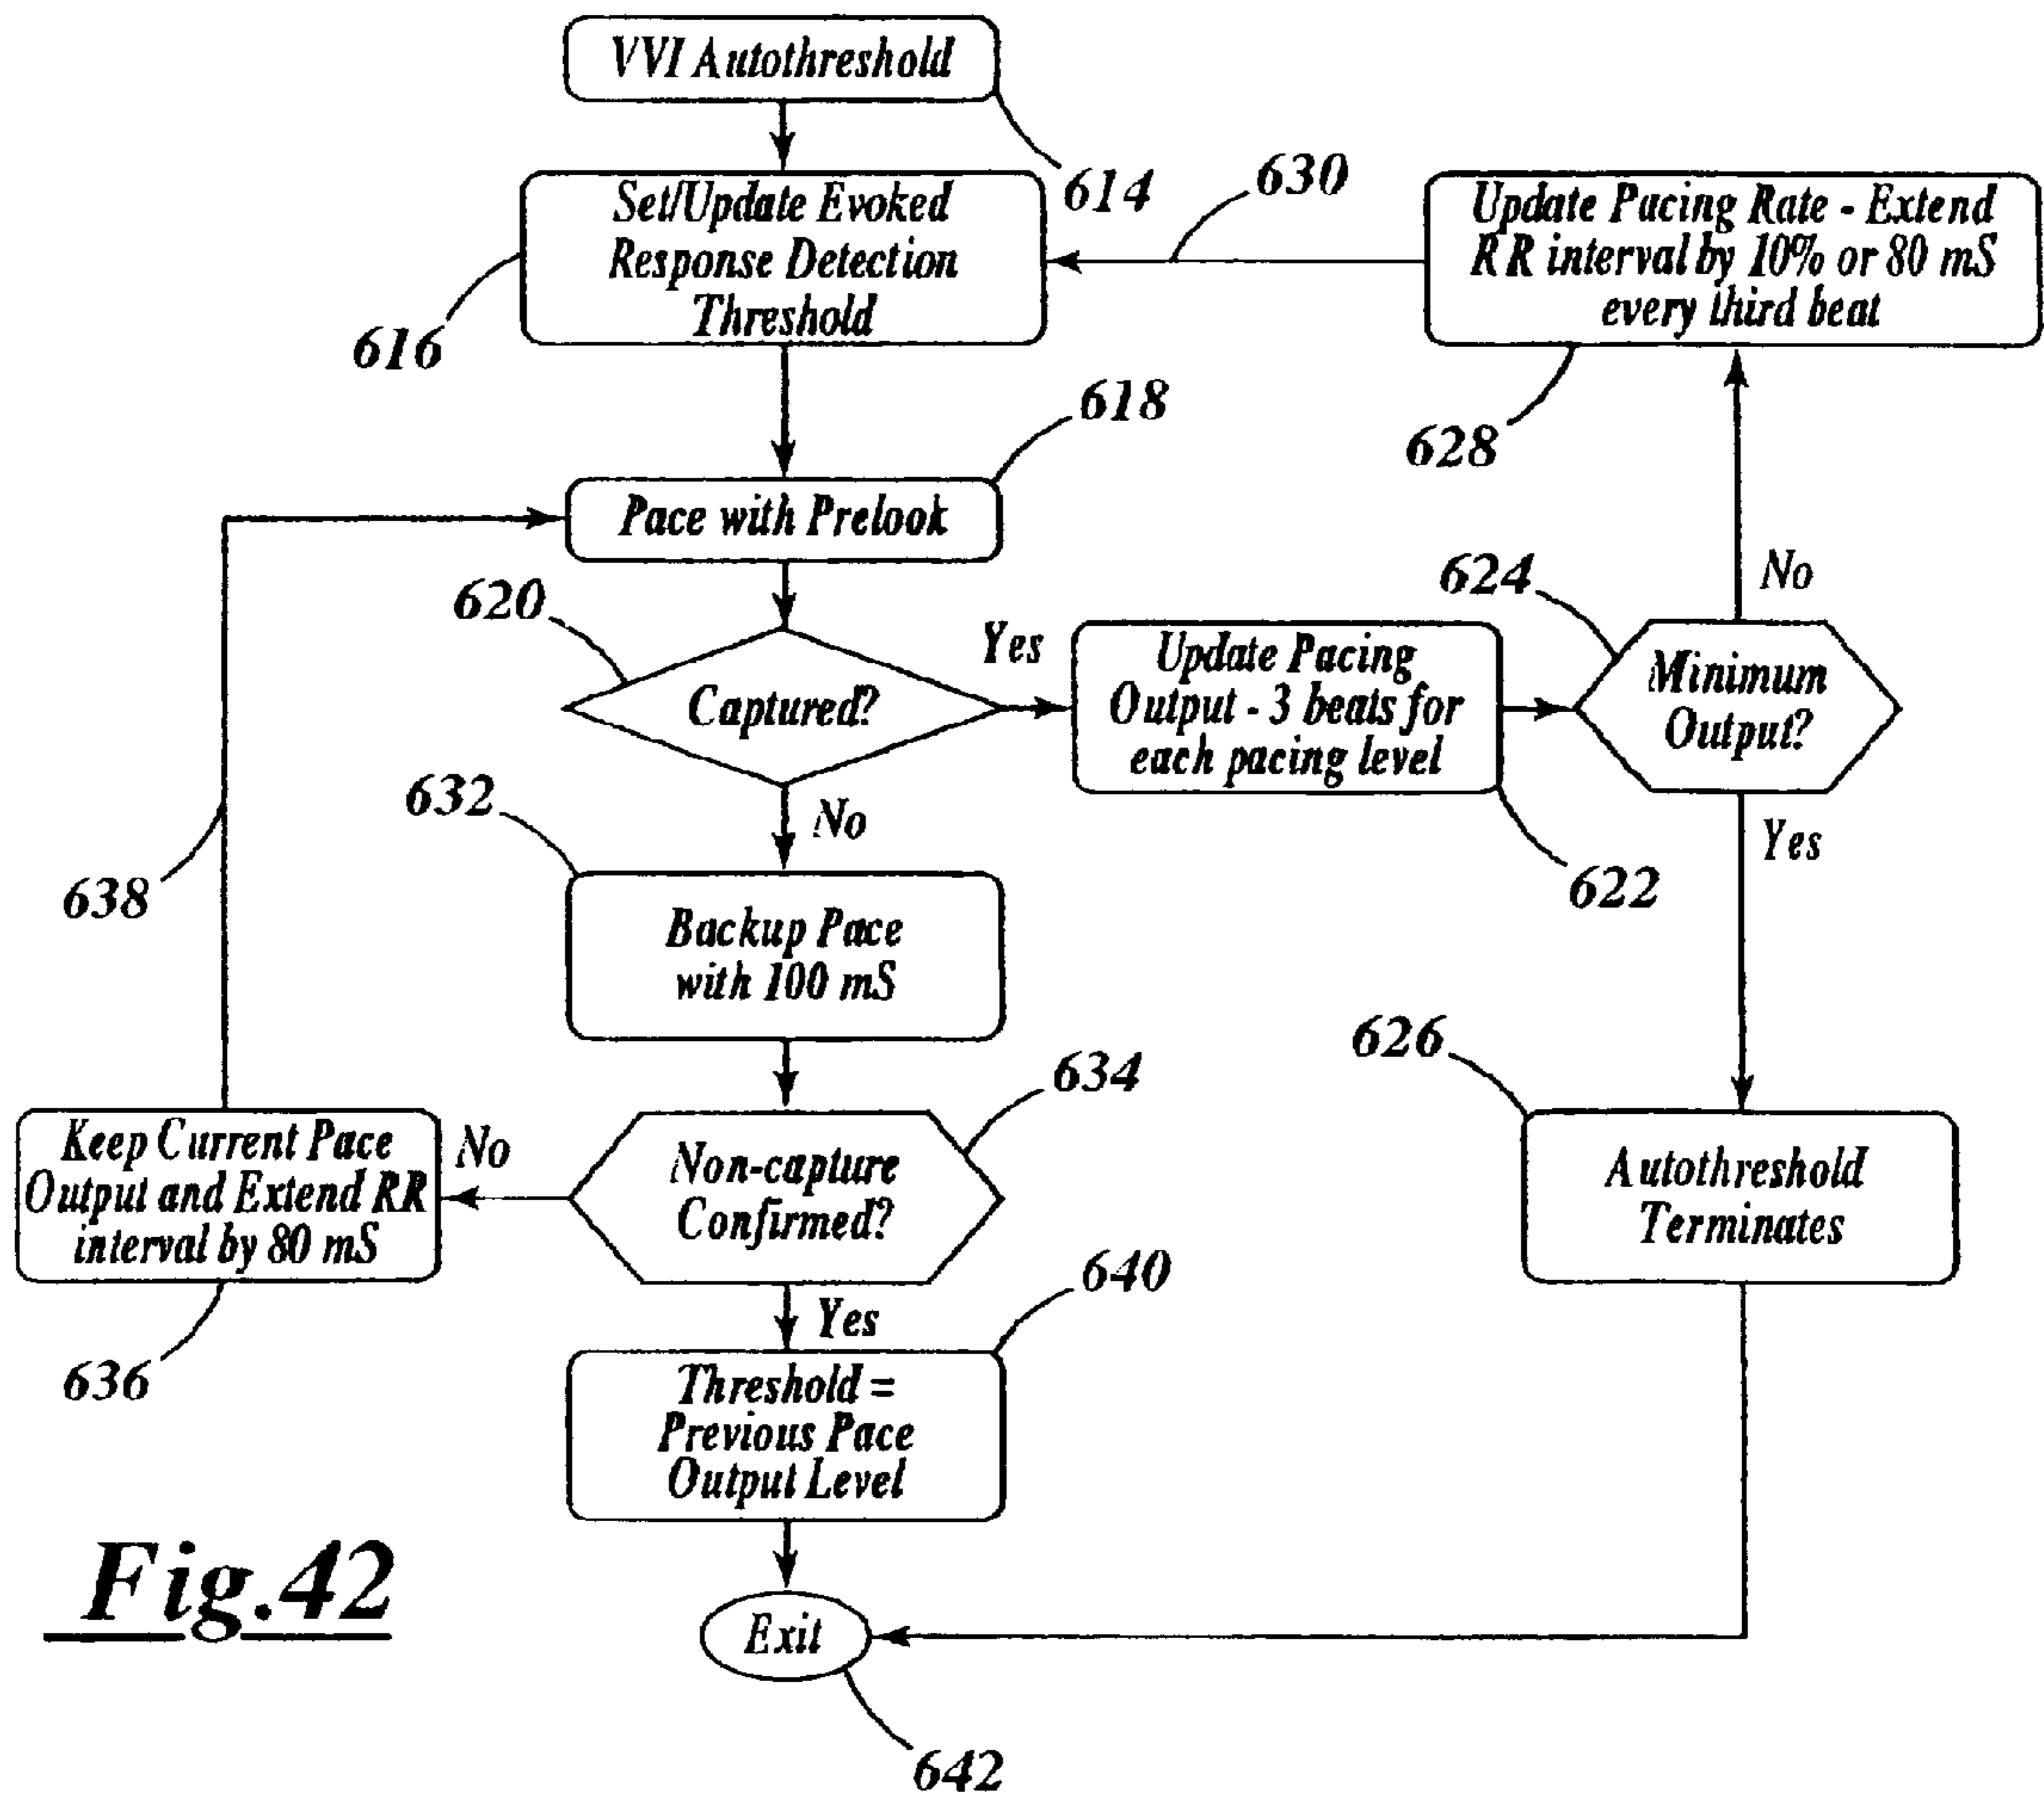 VVI Autothreshold
614
Set/Update Evoked
Response Detection
Threshold
616
630
Update Pacing Rate - Extend
RR interval by 10% or 80 mS
every third beat
628
618
Pace with Prelook
620
Captured?
Yes
Update Pacing
Output - 3 beats for
each pacing level
622
624
Minimum
Output?
No
Yes
632
No
Backup Pace
with 100 mS
638
634
Non-capture
Confirmed?
No
Keep Current Pace
Output and Extend RR
interval by 80 mS
636
626
Autothreshold
Terminates
Yes
640
Threshold =
Previous Pace
Output Level
Exit
642
Fig.42